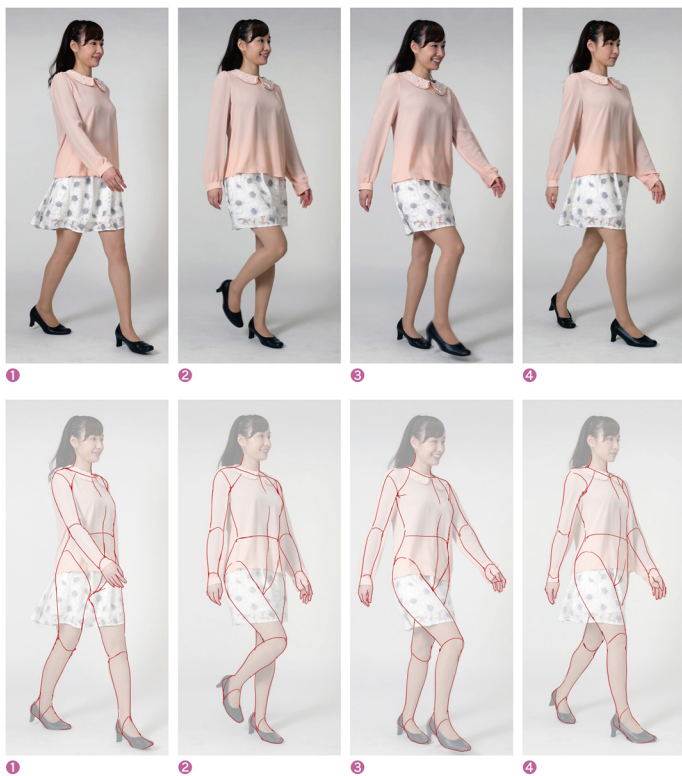 ❶ ❷ ❸ ❹
❶ ❷ ❸ ❹